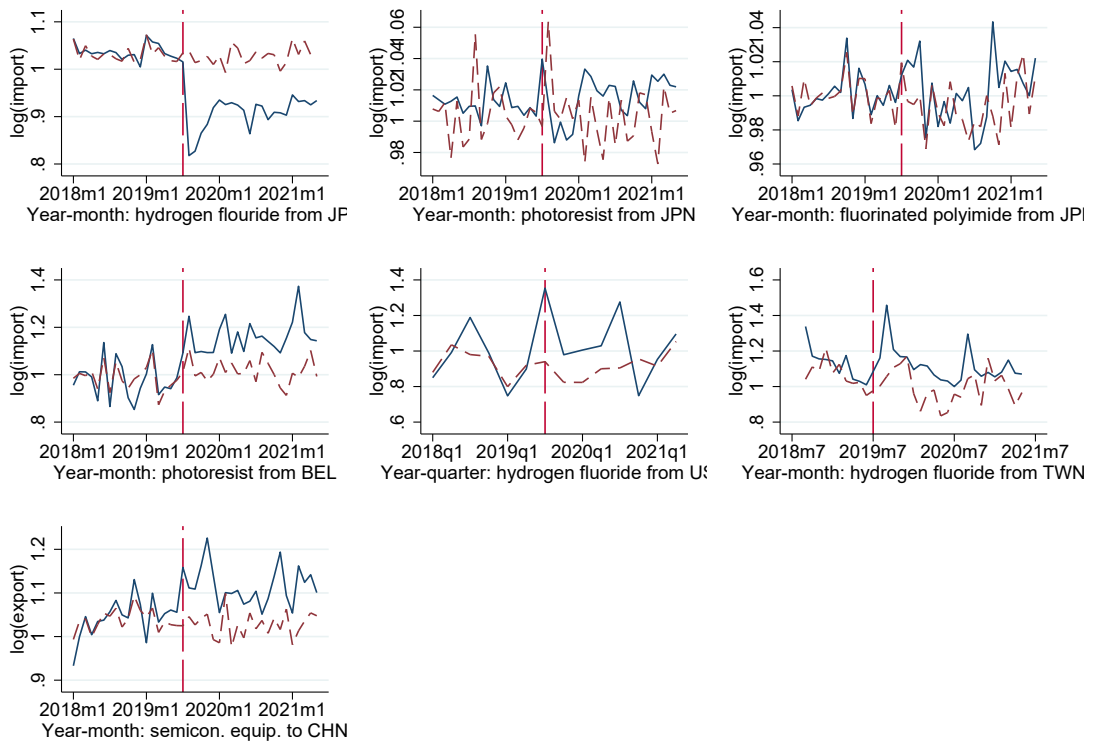 log(import)
1.1
1
.9
.8
2018m1 2019m1 2020m1 2021m1
Year-month: hydrogen flouride from JP
log(import)
1.06
1.04
1.02
1
.98
2018m1 2019m1 2020m1 2021m1
Year-month: photoresist from JPN
log(import)
1.04
1.02
1
.98
.96
2018m1 2019m1 2020m1 2021m1
Year-month: fluorinated polyimide from JP
log(import)
1.4
1.2
1
.8
2018m1 2019m1 2020m1 2021m1
Year-month: photoresist from BEL
log(import)
1.4
1.2
1
.8
.6
2018q1 2019q1 2020q1 2021q1
Year-quarter: hydrogen fluoride from US
log(import)
1.6
1.4
1.2
1
.8
2018m7 2019m7 2020m7 2021m7
Year-month: hydrogen fluoride from TWN
log(export)
1.2
1.1
1
.9
2018m1 2019m1 2020m1 2021m1
Year-month: semicon. equip. to CHN